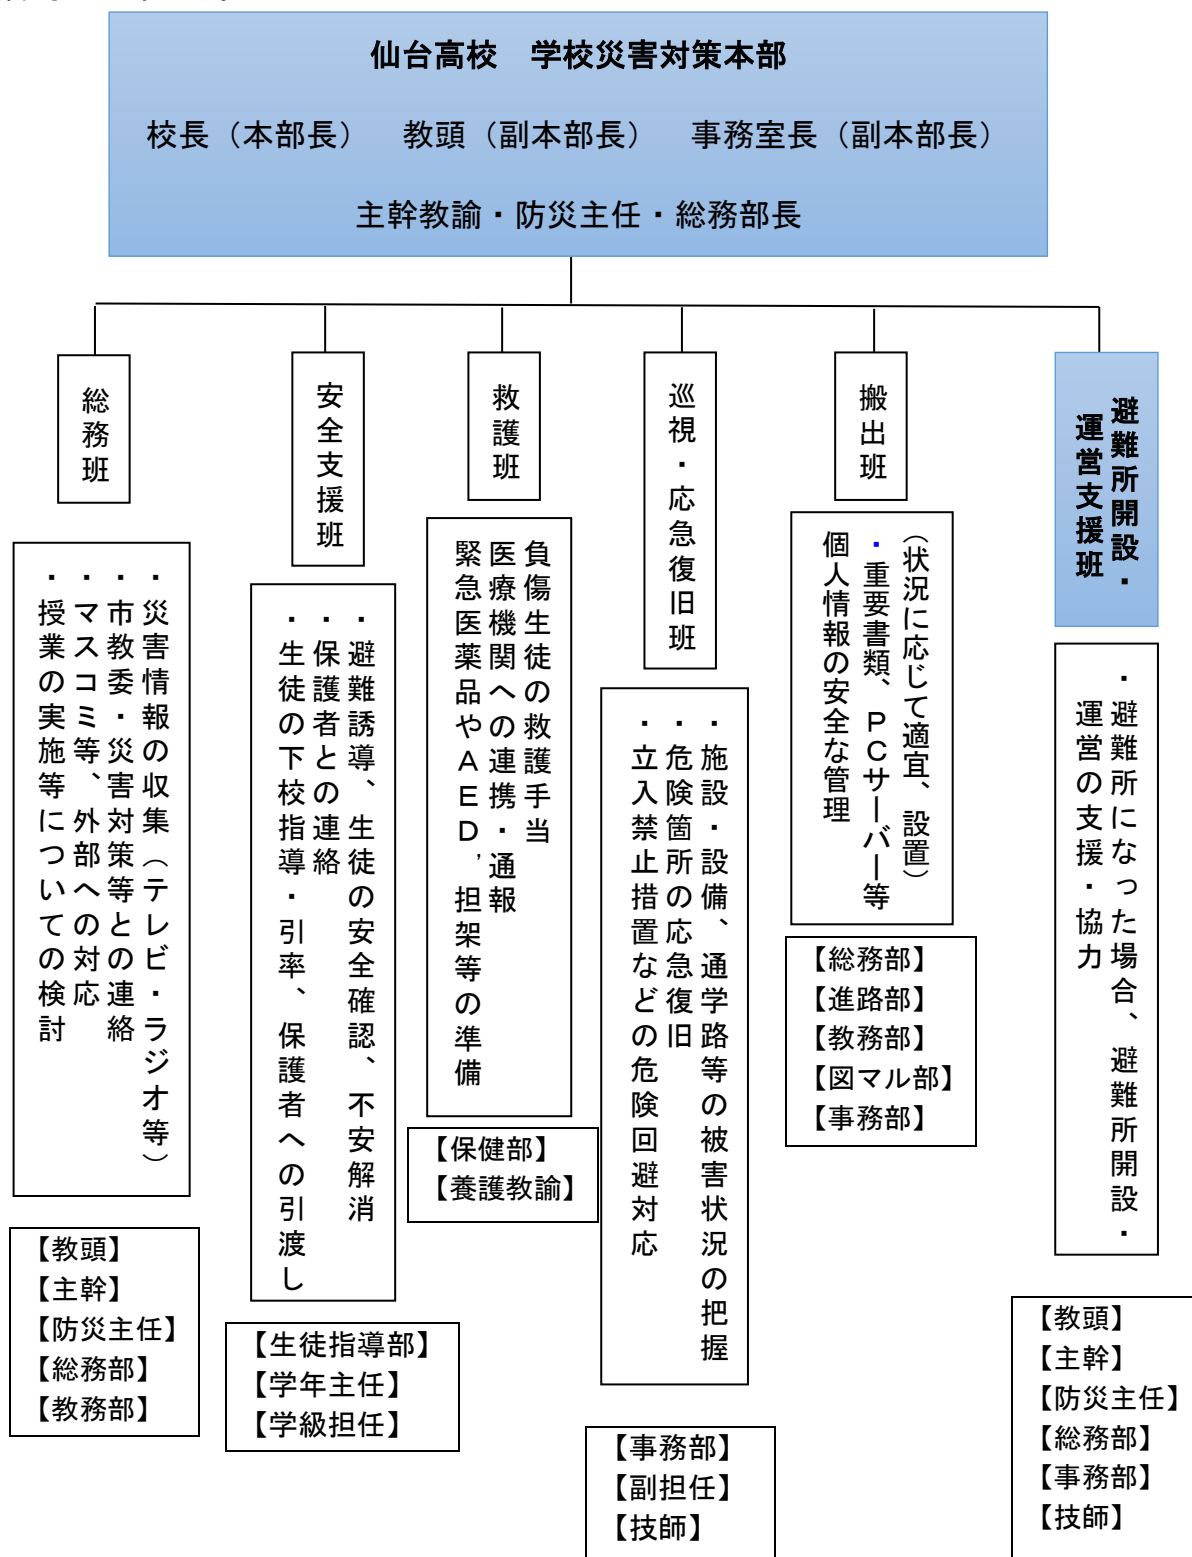 仙台高校　学校災害対策本部
校長（本部長）　教頭（副本部長）　事務室長（副本部長）
主幹教諭・防災主任・総務部長
総務班
・災害情報の収集（テレビ・ラジオ等）
・市教委・災害対策等との連絡
・マスコミ等、外部への対応
・授業の実施等についての検討
【教頭】
【主幹】
【防災主任】
【総務部】
【教務部】
安全支援班
・避難誘導、生徒の安全確認、不安解消
・保護者との連絡
・生徒の下校指導・引率、保護者への引渡し
【生徒指導部】
【学年主任】
【学級担任】
救護班
負傷生徒の救護手当
医療機関への連携・通報
緊急医薬品やＡＥＤ，担架等の準備
【保健部】
【養護教諭】
巡視・応急復旧班
・施設・設備、通学路等の被害状況の把握
・危険箇所の応急復旧
・立入禁止措置などの危険回避対応
【事務部】
【副担任】
【技師】
搬出班
（状況に応じて適宜、設置）
・重要書類、ＰＣサーバー等
個人情報の安全な管理
【総務部】
【進路部】
【教務部】
【図マル部】
【事務部】
避難所開設・
運営支援班
・避難所になった場合、避難所開設・
運営の支援・協力
【教頭】
【主幹】
【防災主任】
【総務部】
【事務部】
【技師】